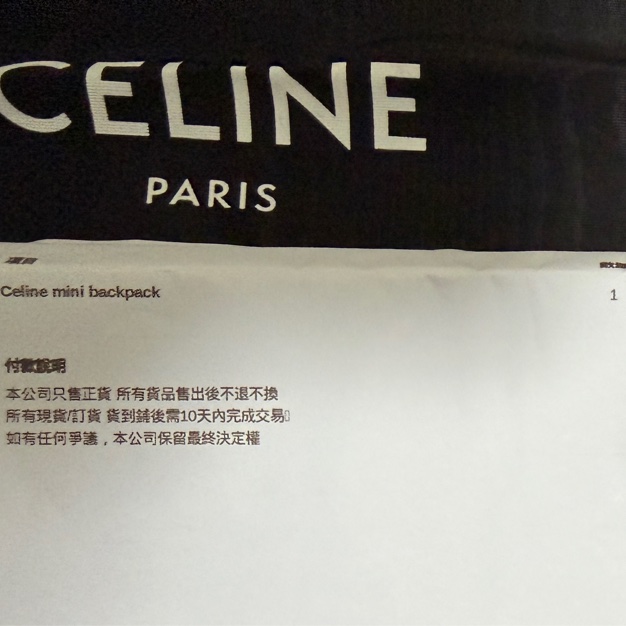 CELINE
PARIS
項目
Celine mini backpack 1
付款說明
本公司只售正貨 所有貨品售出後不退不換
所有現貨/訂貨 貨到鋪後需10天內完成交易
如有任何爭議，本公司保留最終決定權